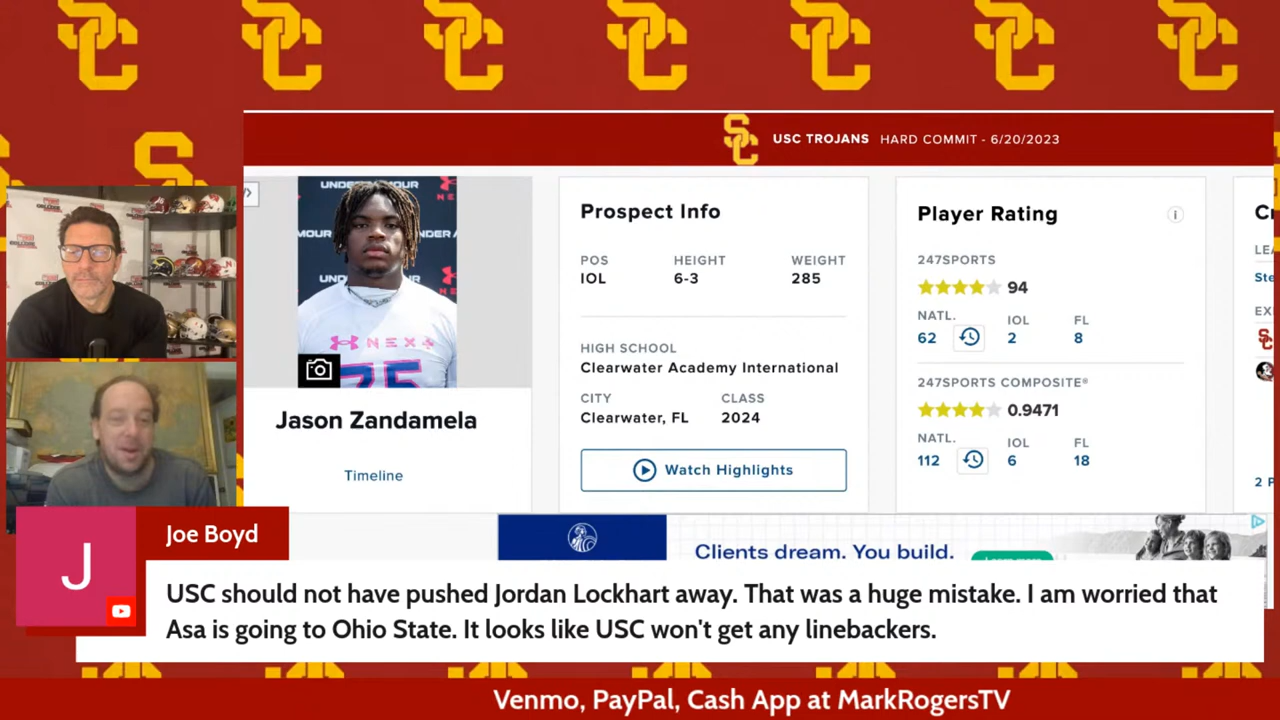 USC TROJANS HARD COMMIT - 6/20/2023
UNDER ARMOUR
NEXT
75
Jason Zandamela
Timeline
Prospect Info
POS HEIGHT WEIGHT
IOL 6-3 285
HIGH SCHOOL
Clearwater Academy International
CITY CLASS
Clearwater, FL 2024
Watch Highlights
Player Rating
247SPORTS
94
NATL. IOL FL
62 2 8
247SPORTS COMPOSITE®
0.9471
NATL. IOL FL
112 6 18
Clients dream. You build.
J
Joe Boyd
USC should not have pushed Jordan Lockhart away. That was a huge mistake. I am worried that
Asa is going to Ohio State. It looks like USC won't get any linebackers.
Venmo, PayPal, Cash App at MarkRogersTV